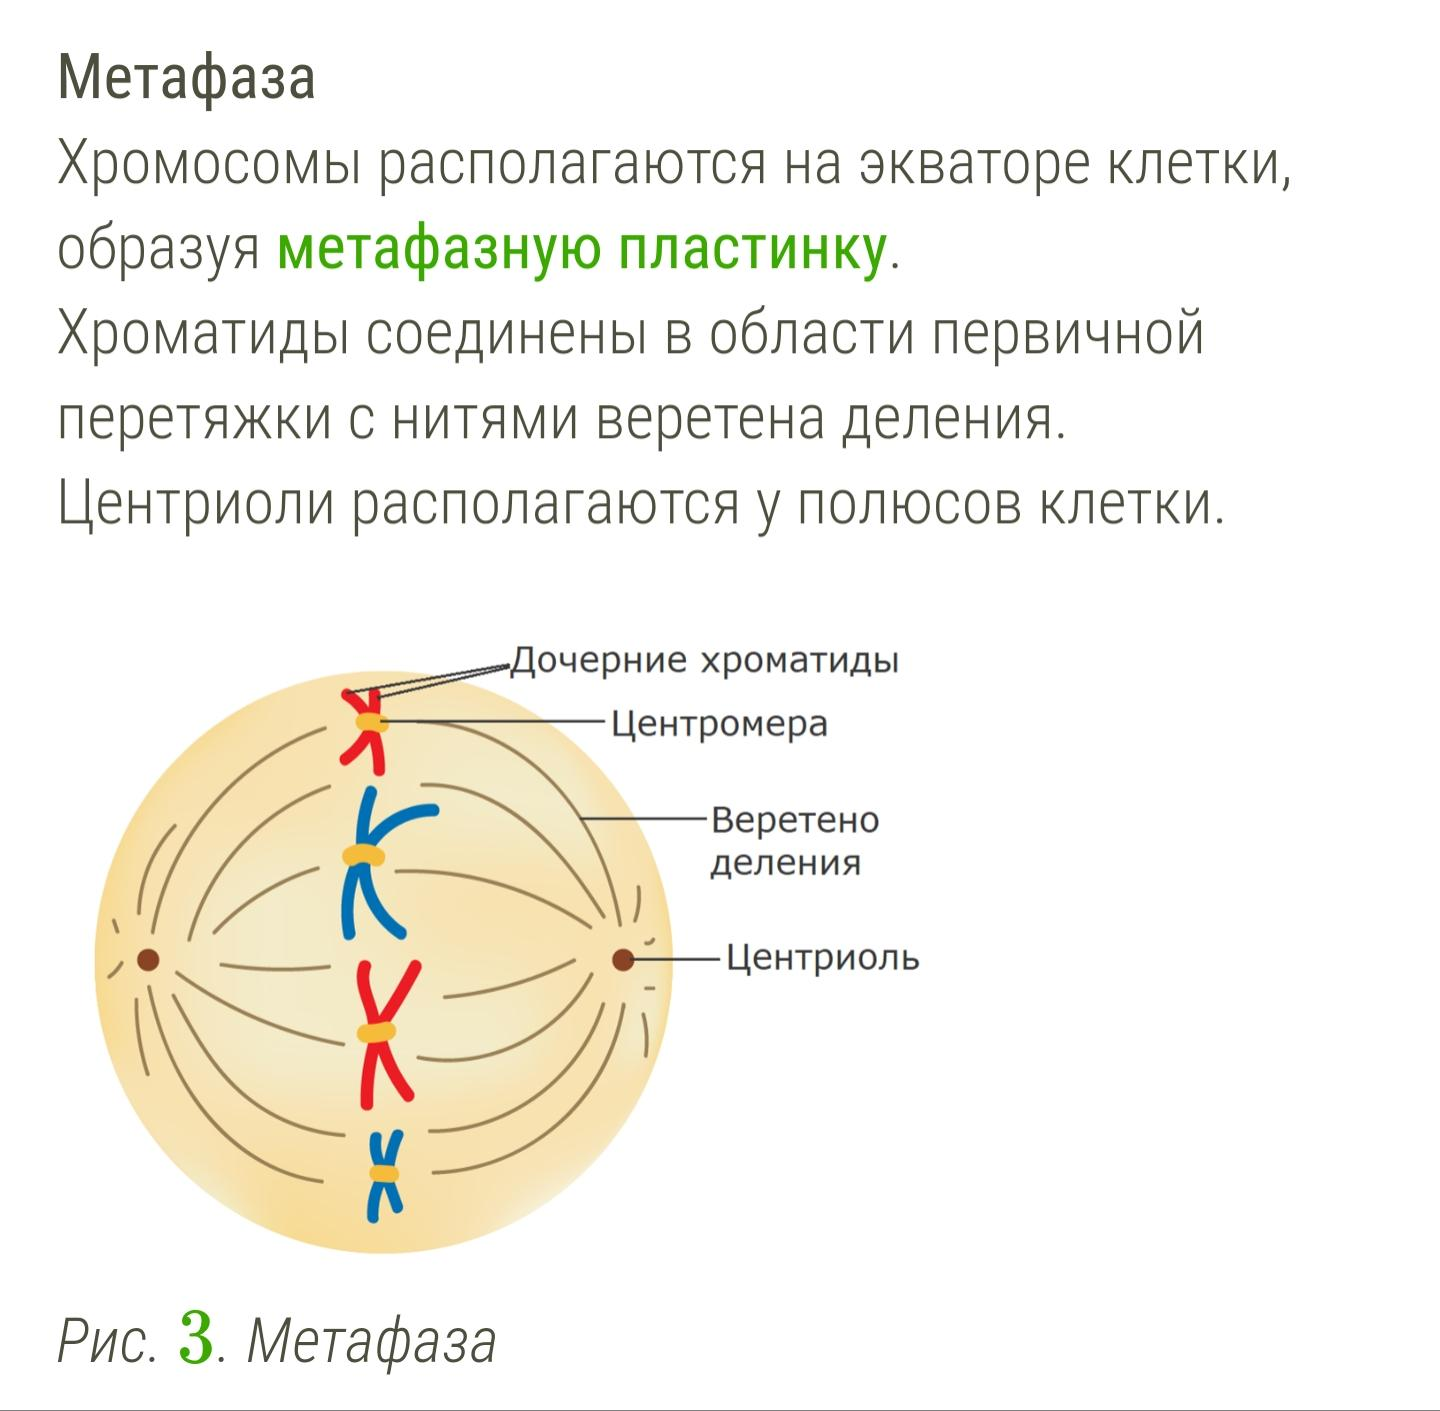 Метафаза
Хромосомы располагаются на экваторе клетки,
образуя метафазную пластинку.
Хроматиды соединены в области первичной
перетяжки с нитями веретена деления.
Центриоли располагаются у полюсов клетки.
Дочерние хроматиды
Центромера
Веретено
деления
Центриоль
Рис. 3. Метафаза